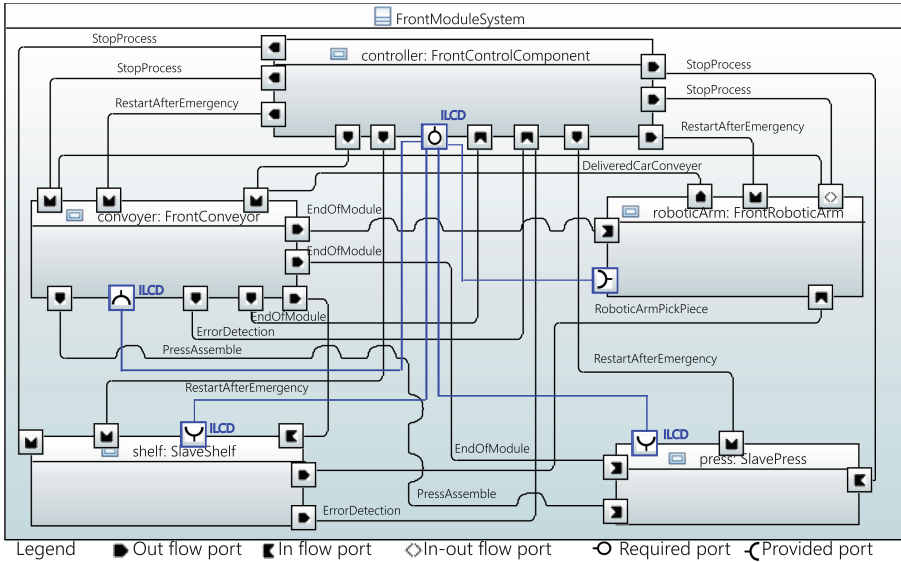 FrontModuleSystem
StopProcess
controller: FrontControlComponent
StopProcess
StopProcess
StopProcess
RestartAfterEmergency
ILCD
RestartAfterEmergency
DeliveredCarConveyer
convoyer: FrontConveyor
EndOfModule
roboticArm: FrontRoboticArm
EndOfModule
ILCD
RoboticArmPickPiece
EndOfModule
ErrorDetection
PressAssemble
RestartAfterEmergency
RestartAfterEmergency
ILCD
ILCD
shelf: SlaveShelf
EndOfModule
press: SlavePress
PressAssemble
ErrorDetection
Legend
Out flow port
In flow port
In-out flow port
Required port
Provided port